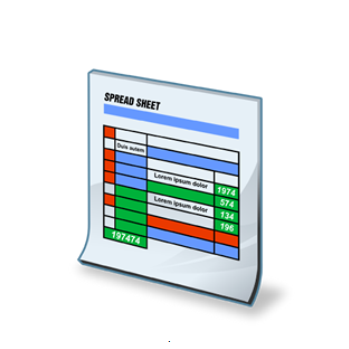 SPREAD SHEET
Duis autem
Lorem ipsum dolor
1974
574
Lorem ipsum dolor
134
196
197474